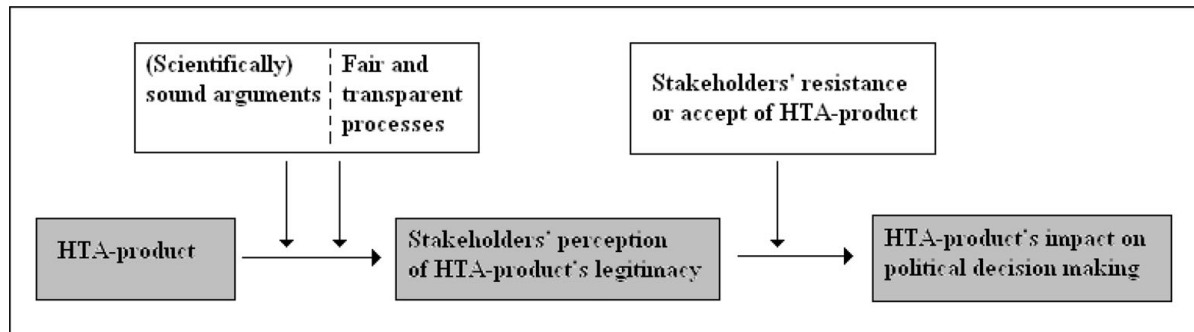 (Scientifically)
sound arguments
Fair and
transparent
processes
Stakeholders' resistance
or accept of HTA-product
HTA-product
Stakeholders' perception
of HTA-product's legitimacy
HTA-product's impact on
political decision making